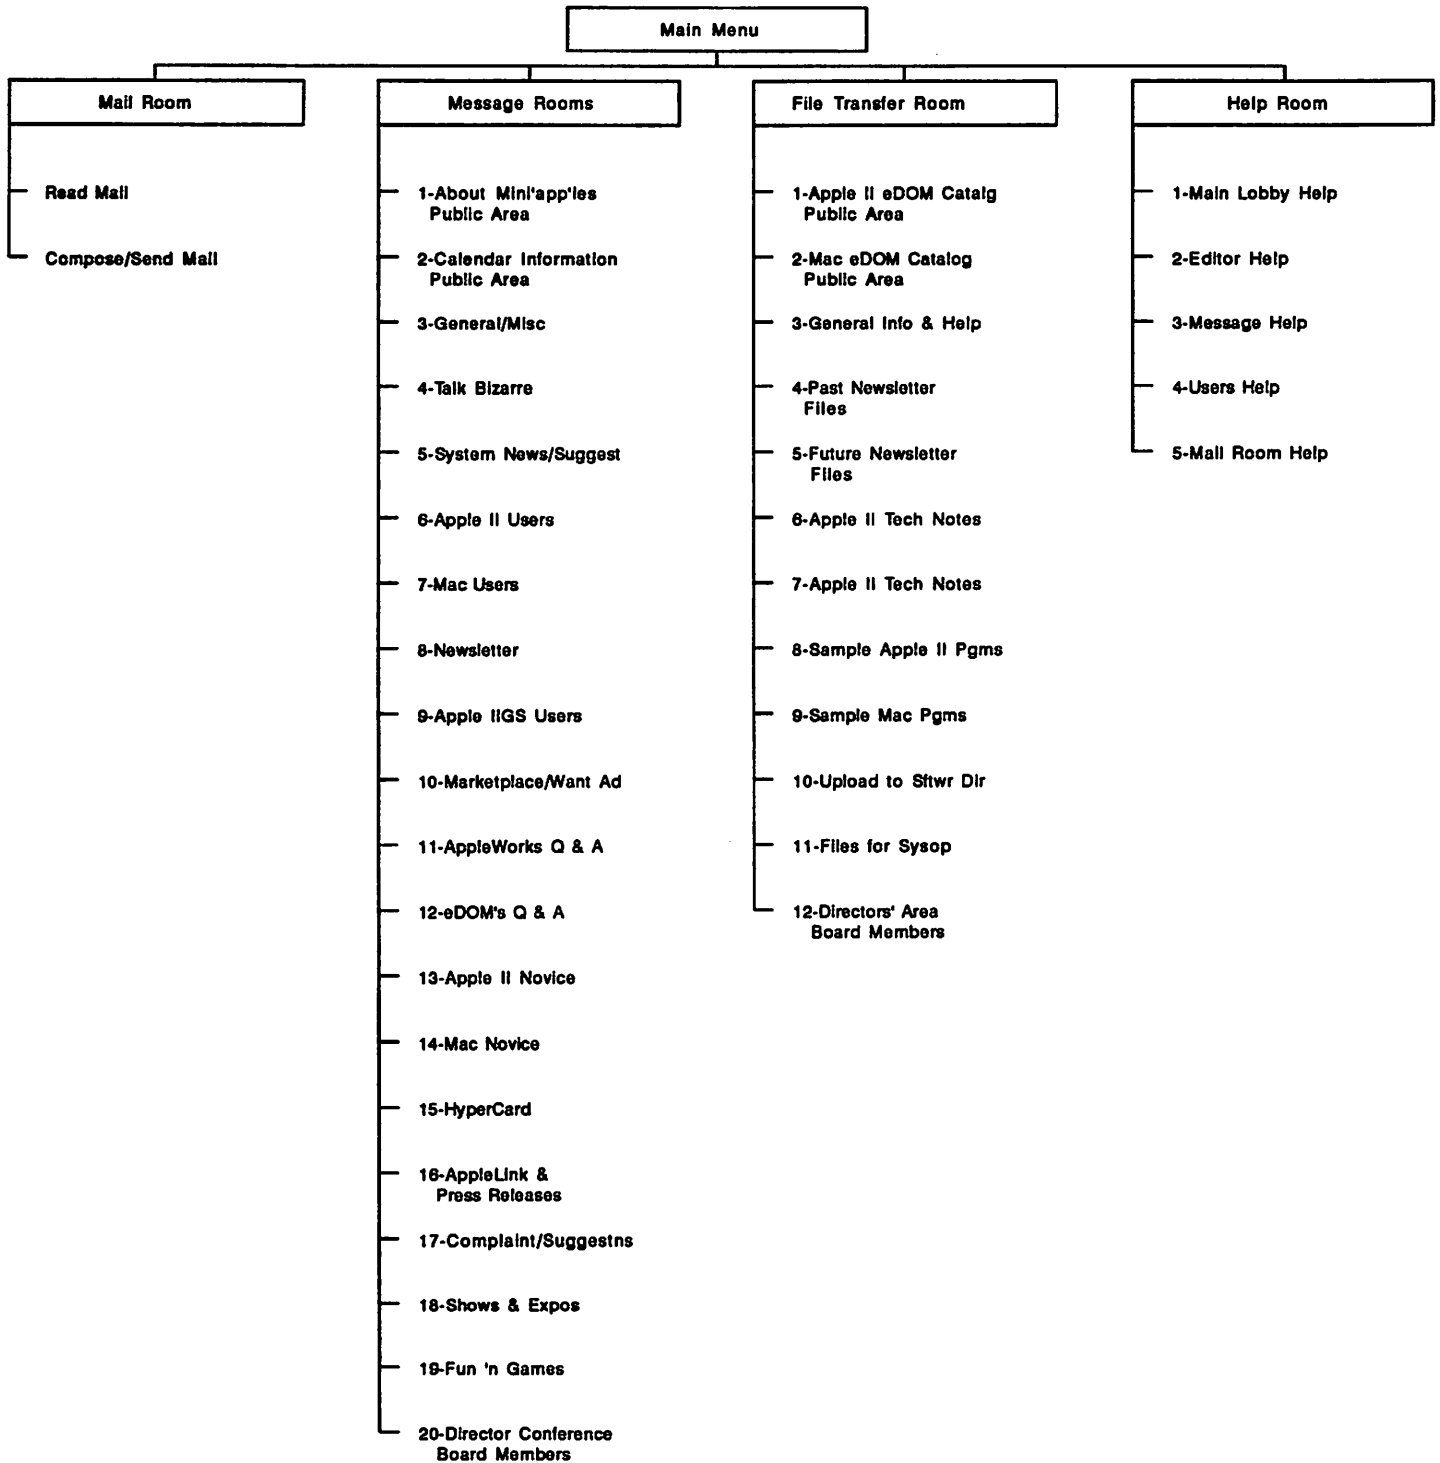 Main Menu
Mail Room
Read Mail
Compose/Send Mail
Message Rooms
1-About Mini'app'les
Public Area
2-Calendar Information
Public Area
3-General/Misc
4-Talk Bizarre
5-System News/Suggest
6-Apple II Users
7-Mac Users
8-Newsletter
9-Apple IIGS Users
10-Marketplace/Want Ad
11-AppleWorks Q & A
12-eDOM's Q & A
13-Apple II Novice
14-Mac Novice
15-HyperCard
16-AppleLink &
Press Releases
17-Complaint/Suggestns
18-Shows & Expos
19-Fun 'n Games
20-Director Conference
Board Members
File Transfer Room
1-Apple II eDOM Catalg
Public Area
2-Mac eDOM Catalog
Public Area
3-General Info & Help
4-Past Newsletter
Files
5-Future Newsletter
Files
6-Apple II Tech Notes
7-Apple II Tech Notes
8-Sample Apple II Pgms
9-Sample Mac Pgms
10-Upload to Sftwr Dir
11-Files for Sysop
12-Directors' Area
Board Members
Help Room
1-Main Lobby Help
2-Editor Help
3-Message Help
4-Users Help
5-Mail Room Help